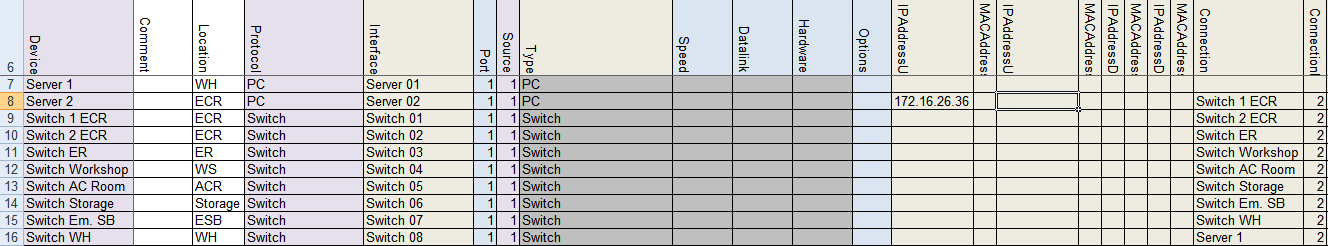 6 Device Comment Location Protocol Interface Port Source Type Speed Datalink Hardware Options IPAddressU MACAddress IPAddressU MACAddress IPAddressD MACAddress IPAddressD MACAddress Connection ConnectionI
7 Server 1 WH PC Server 01 1 1 PC
8 Server 2 ECR PC Server 02 1 1 PC 172.16.26.36 Switch 1 ECR 2
9 Switch 1 ECR ECR Switch Switch 01 1 1 Switch Switch 2 ECR 2
10 Switch 2 ECR ECR Switch Switch 02 1 1 Switch Switch ER 2
11 Switch ER ER Switch Switch 03 1 1 Switch Switch Workshop 2
12 Switch Workshop WS Switch Switch 04 1 1 Switch Switch AC Room 2
13 Switch AC Room ACR Switch Switch 05 1 1 Switch Switch Storage 2
14 Switch Storage Storage Switch Switch 06 1 1 Switch Switch Em. SB 2
15 Switch Em. SB ESB Switch Switch 07 1 1 Switch Switch WH 2
16 Switch WH WH Switch Switch 08 1 1 Switch Server 1 2